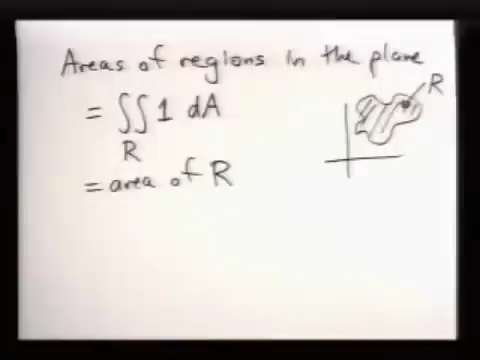 Areas of regions in the plane
R
= ∬ 1 dA
R
= area of R